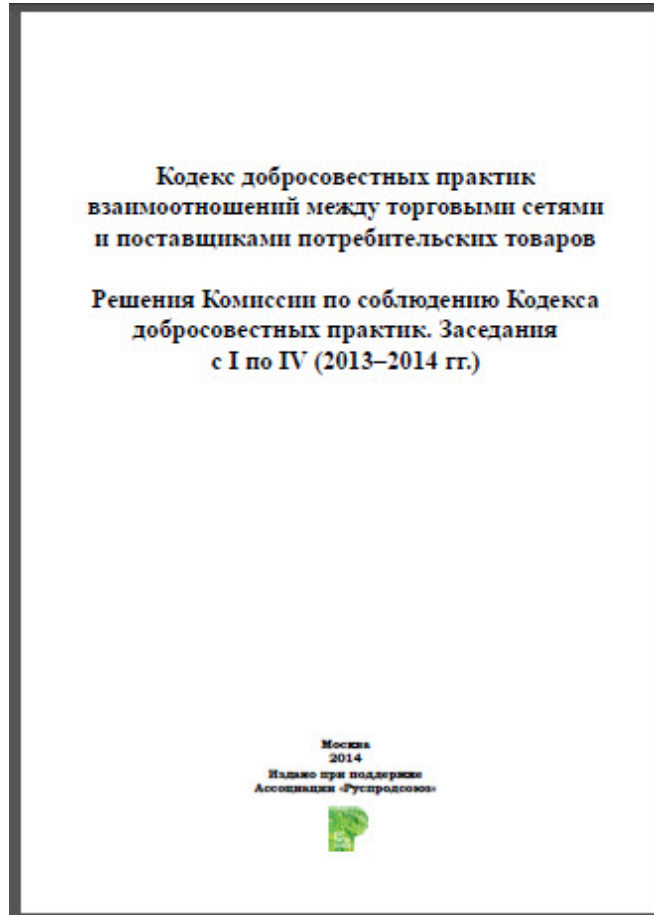 Кодекс добросовестных практик
взаимоотношений между торговыми сетями
и поставщиками потребительских товаров
Решения Комиссии по соблюдению Кодекса
добросовестных практик. Заседания
с I по IV (2013–2014 гг.)
Москва
2014
Издано при поддержке
Ассоциации «Руспродсоюз»